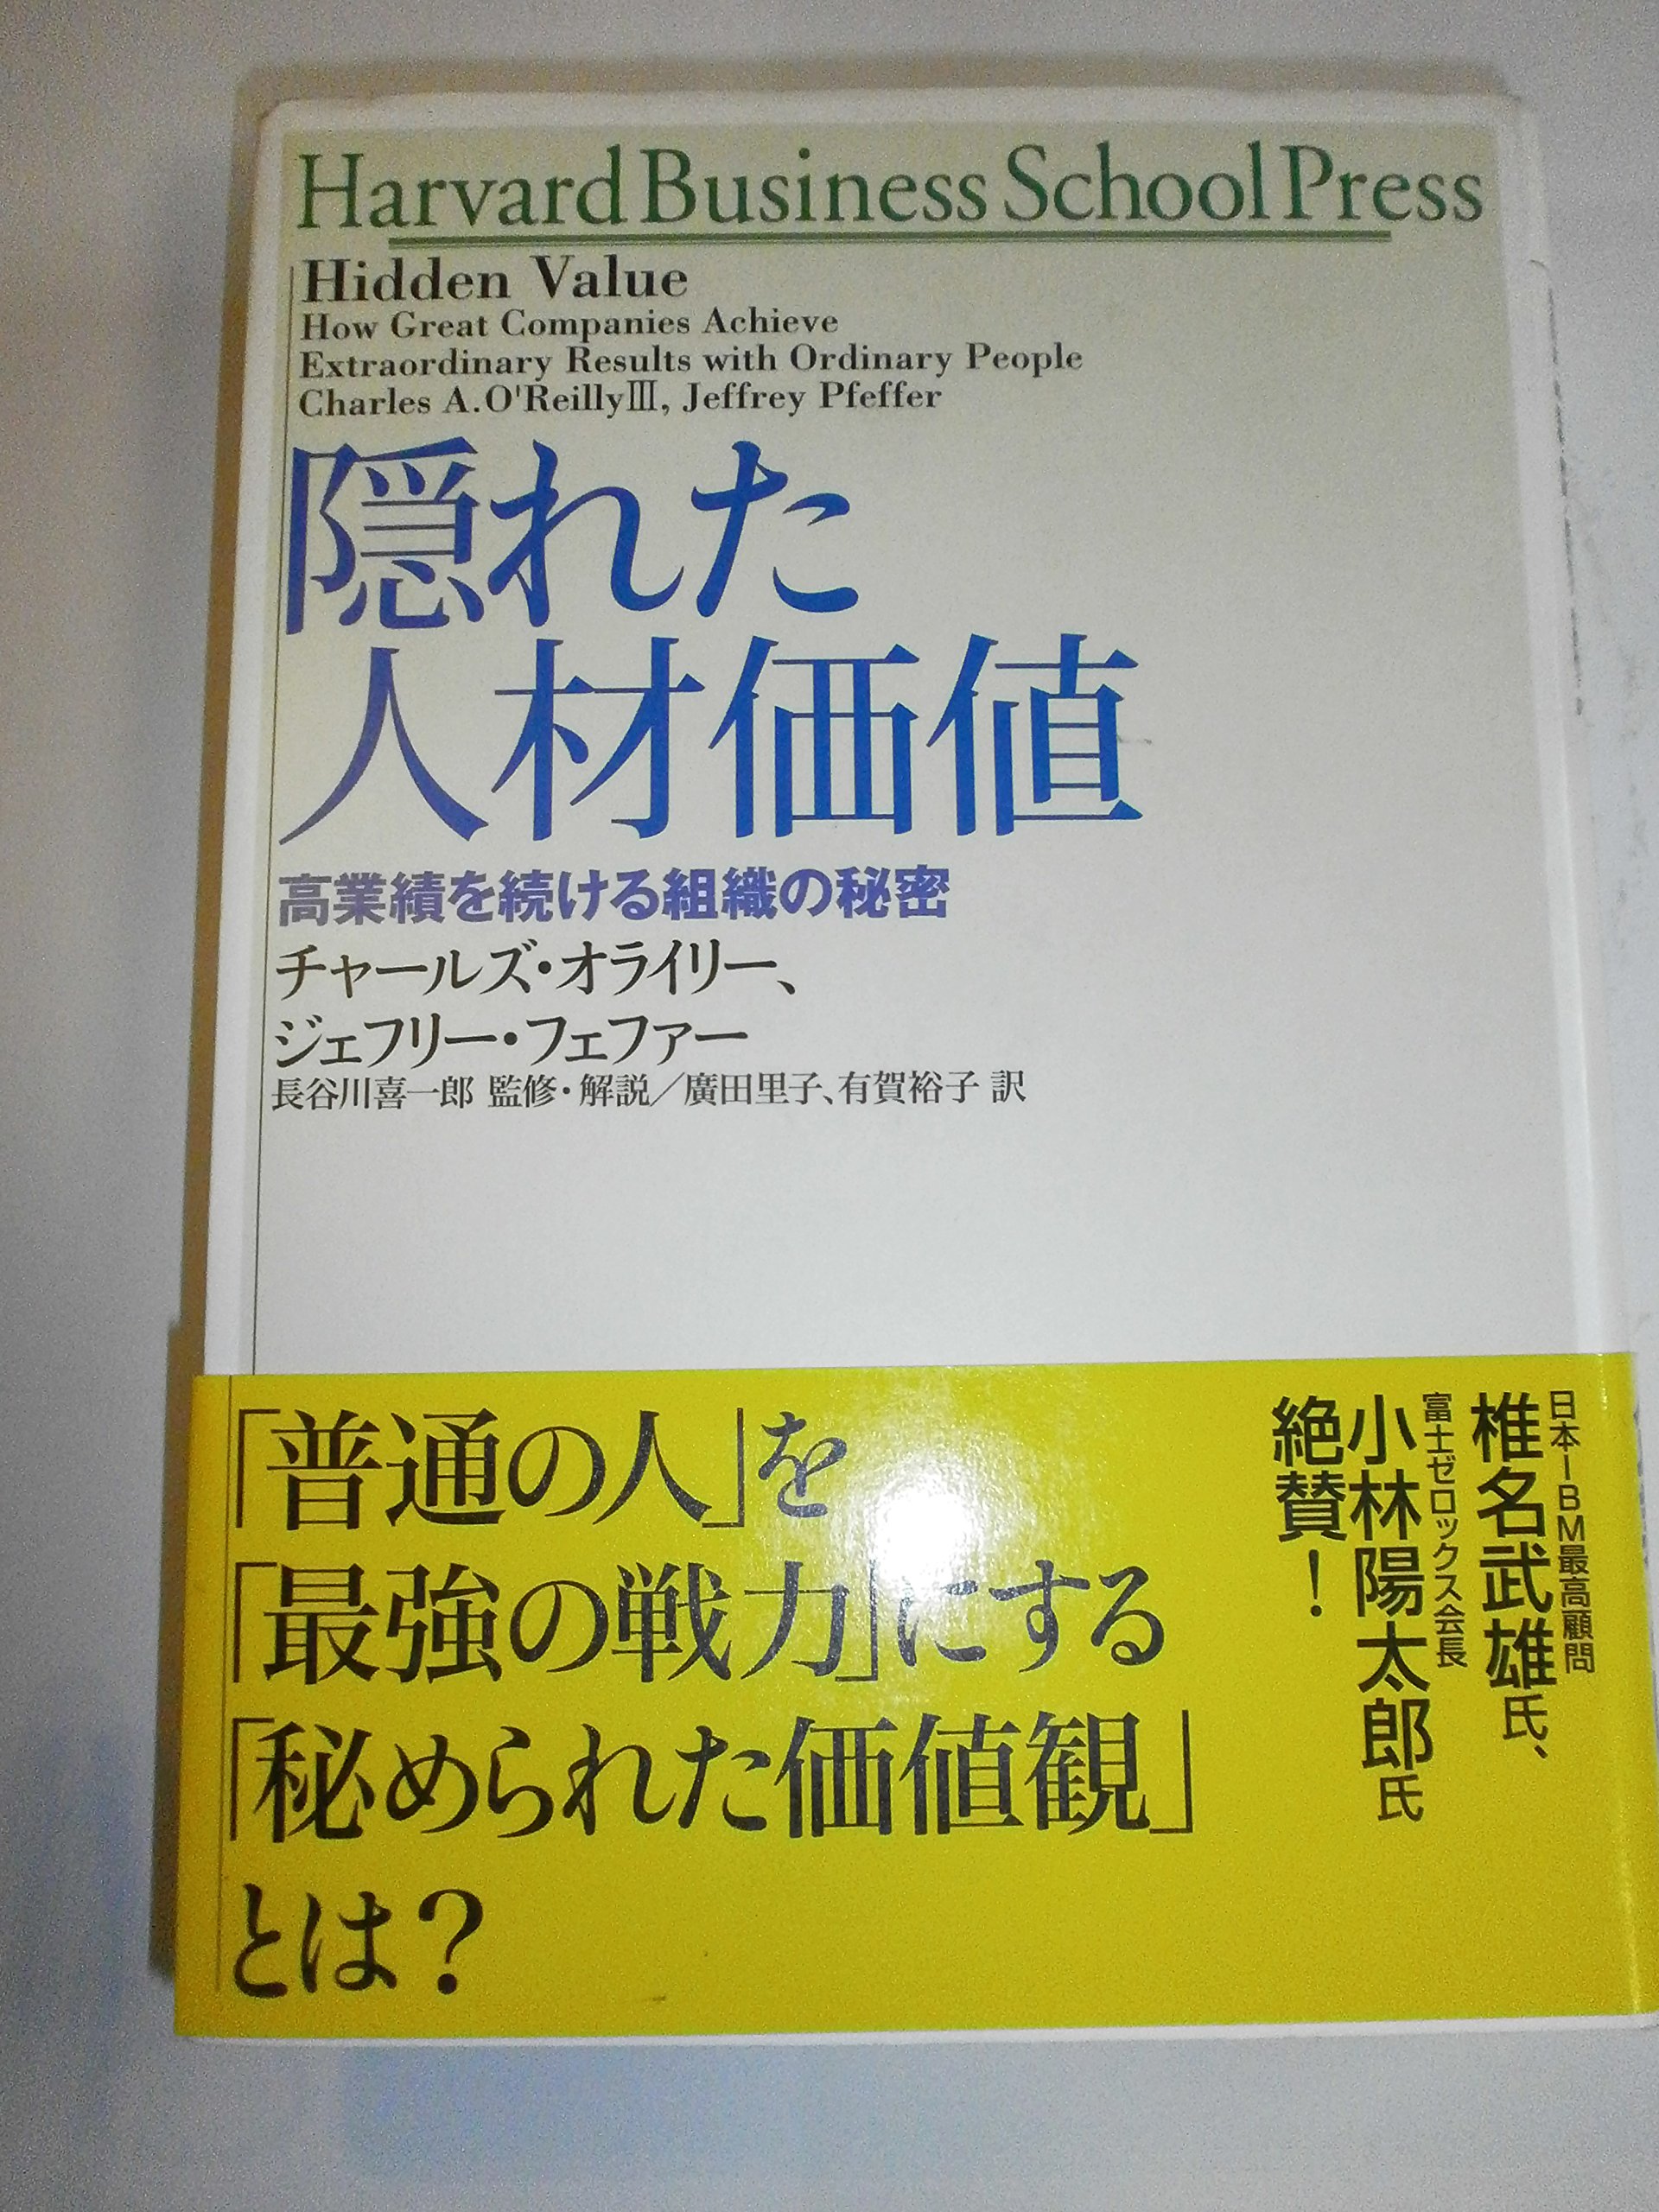 Harvard Business School Press
Hidden Value
How Great Companies Achieve
Extraordinary Results with Ordinary People
Charles A.O'ReillyⅢ, Jeffrey Pfeffer
隠れた
人材価値
高業績を続ける組織の秘密
チャールズ・オライリー、
ジェフリー・フェファー
長谷川喜一郎 監修・解説／廣田里子、有賀裕子 訳
「普通の人」を
「最強の戦力」にする
「秘められた価値観」
とは？
日本IBM最高顧問
椎名武雄氏、
富士ゼロックス会長
小林陽太郎氏
絶賛！